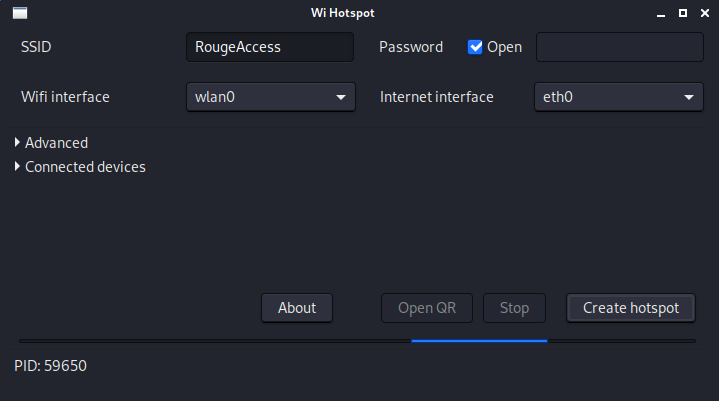 Wi Hotspot
SSID RougeAccess Password Open
Wifi interface wlan0 Internet interface eth0
Advanced
Connected devices
About Open QR Stop Create hotspot
PID: 59650